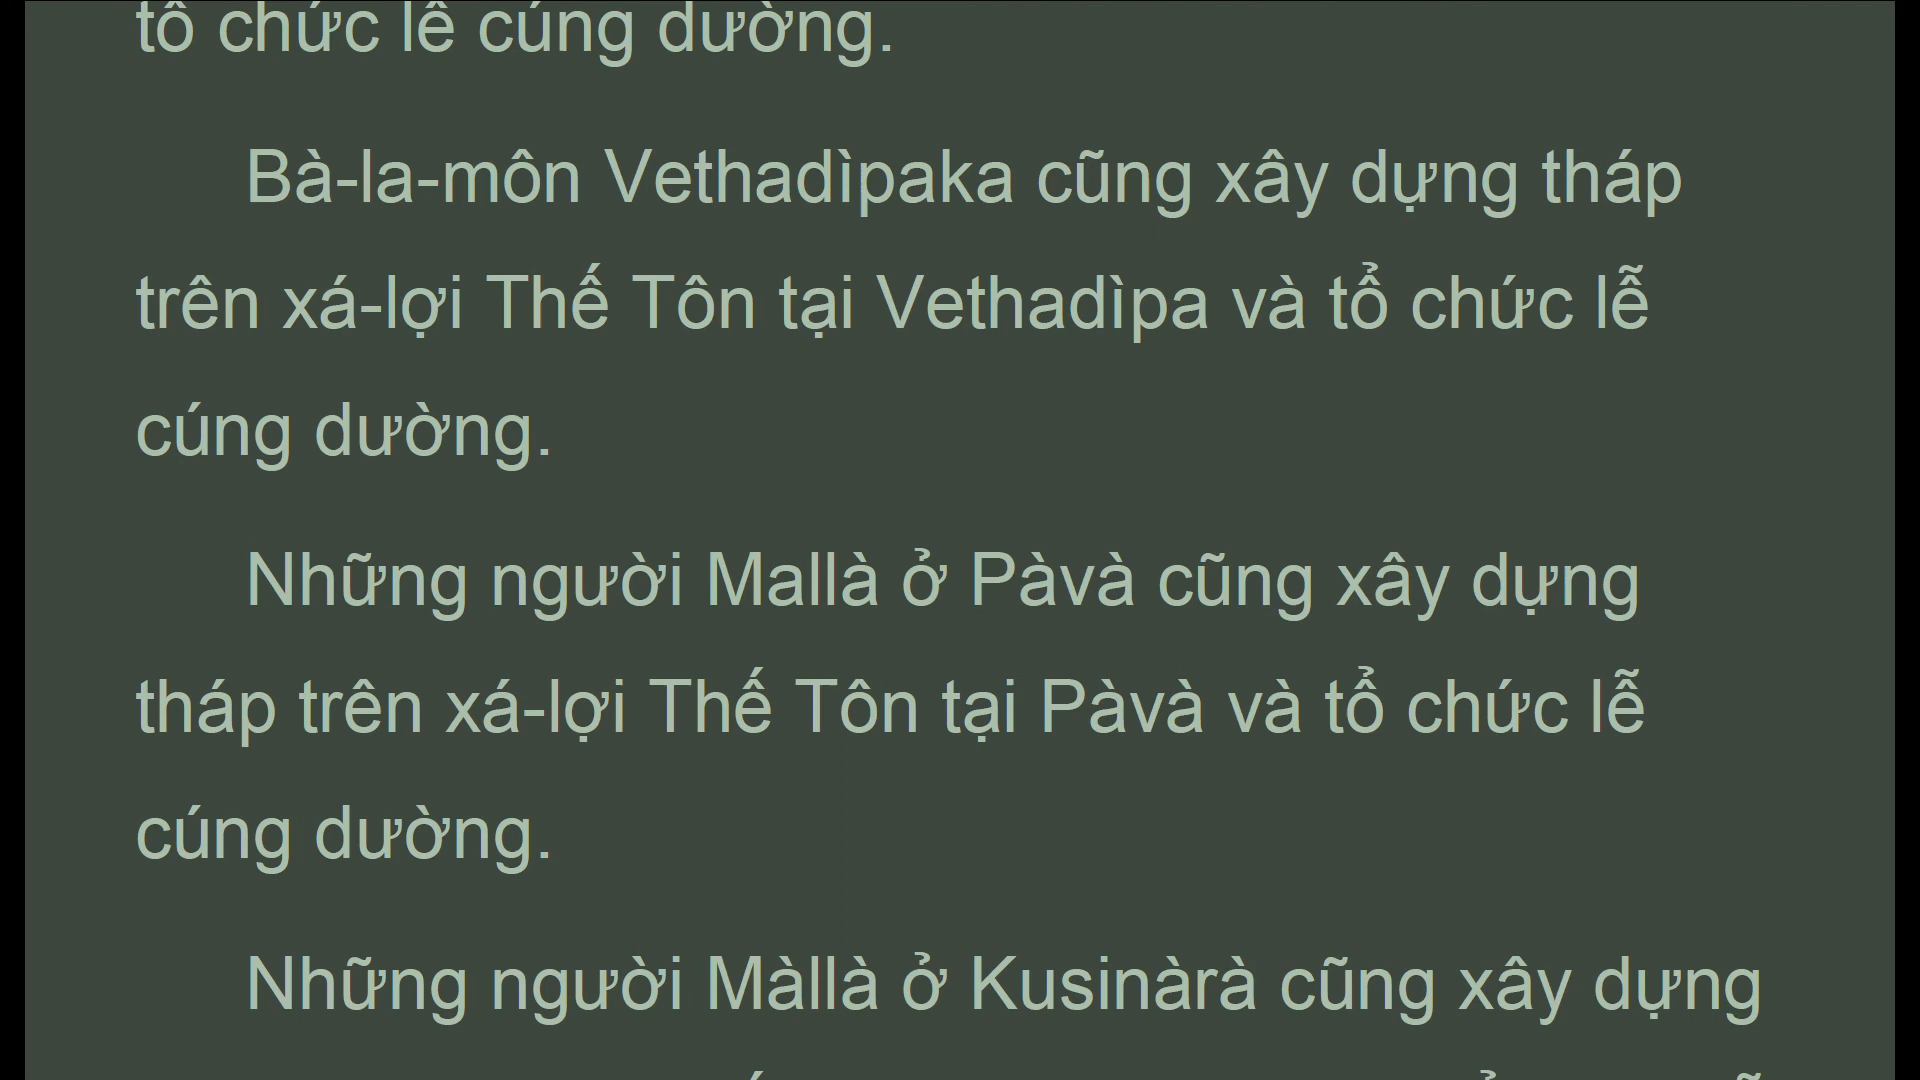 tổ chức lễ cúng dường.
Bà-la-môn Vethadìpaka cũng xây dựng tháp
trên xá-lợi Thế Tôn tại Vethadìpa và tổ chức lễ
cúng dường.
Những người Mallà ở Pàvà cũng xây dựng
tháp trên xá-lợi Thế Tôn tại Pàvà và tổ chức lễ
cúng dường.
Những người Màllà ở Kusinàrà cũng xây dựng